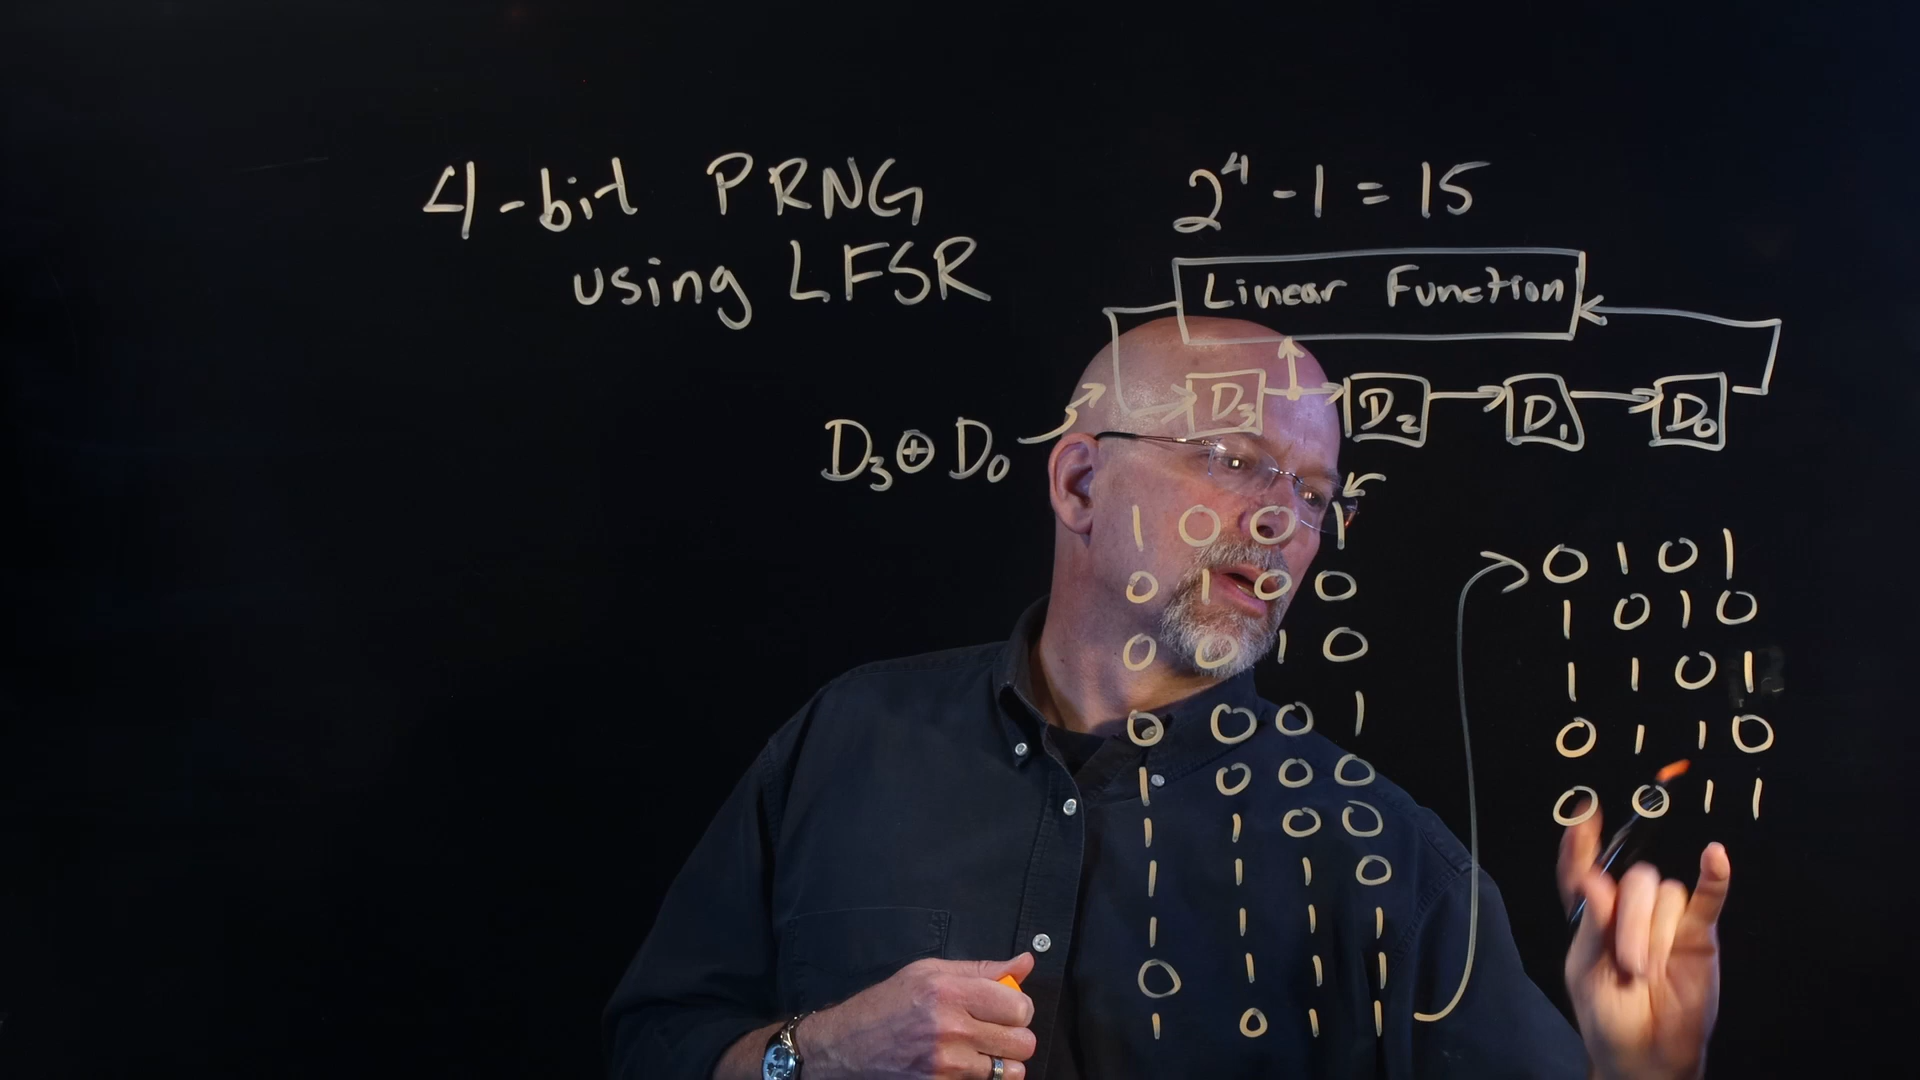 4-bit PRNG
using LFSR
2⁴ - 1 = 15
Linear Function
D₃ D₂ D₁ D₀
D₃ ⊕ D₀
1 0 0 1
0 1 0 0
0 0 1 0
0 0 0 1
1 0 0 0
1 1 0 0
1 1 1 0
1 1 1 1
0 1 1 1
1 0 1 1
0 1 0 1
1 0 1 0
1 1 0 1
0 1 1 0
0 0 1 1